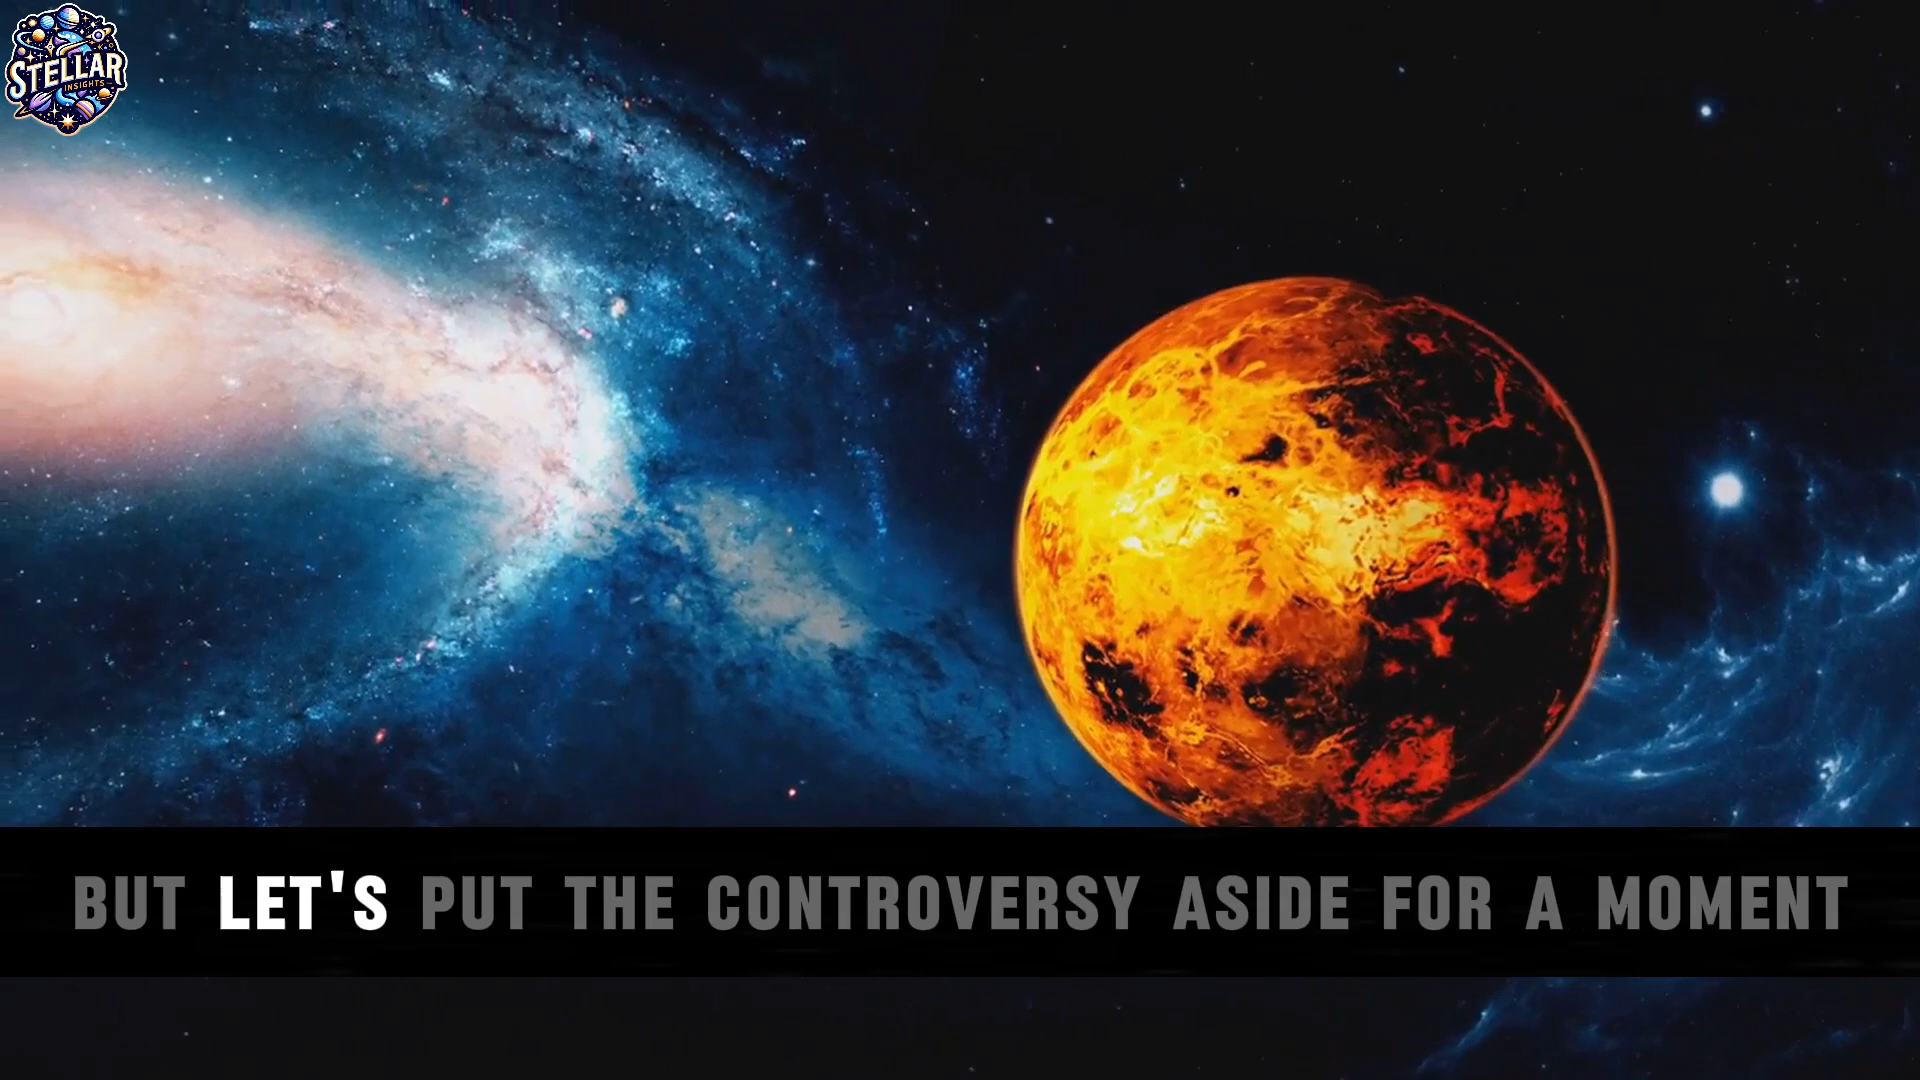 STELLAR
INSIGHTS
BUT LET'S PUT THE CONTROVERSY ASIDE FOR A MOMENT